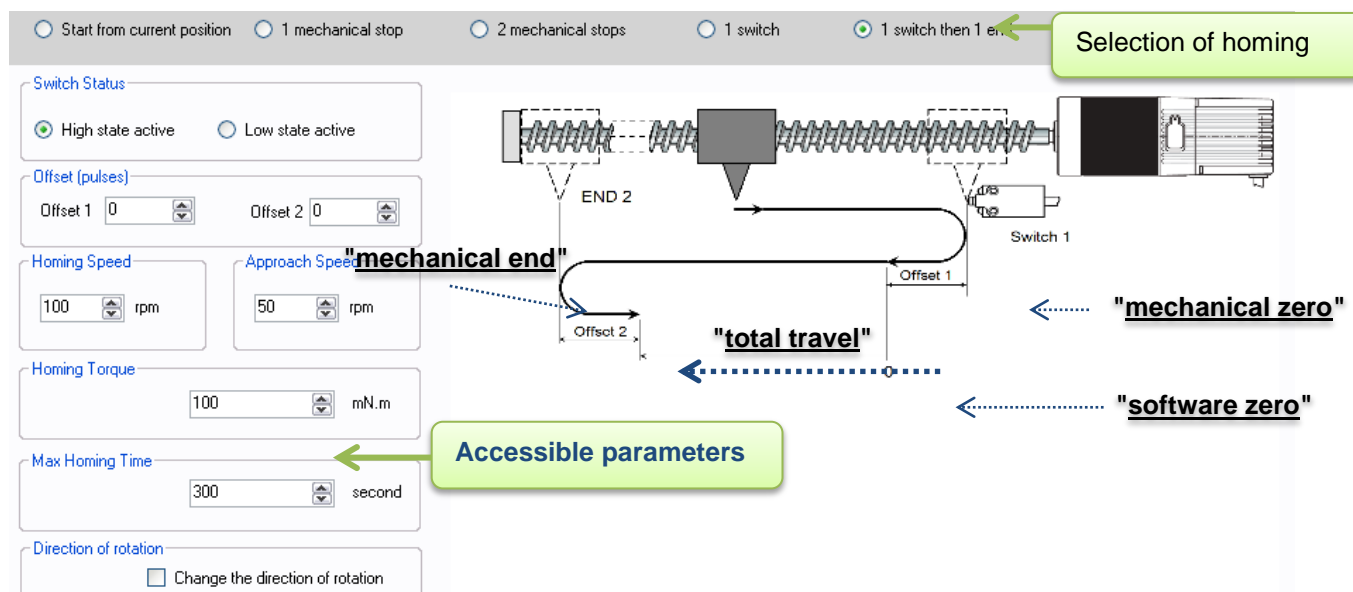 Start from current position 1 mechanical stop 2 mechanical stops 1 switch 1 switch then 1 en
Selection of homing
Switch Status
High state active Low state active
Offset (pulses)
Offset 1 0 Offset 2 0
Homing Speed
100 rpm
Approach Speed
50 rpm
Homing Torque
100 mN.m
Max Homing Time
300 second
Direction of rotation
Change the direction of rotation
END 2
Switch 1
"mechanical end"
Offset 1
"mechanical zero"
Offset 2
"total travel"
0
"software zero"
Accessible parameters